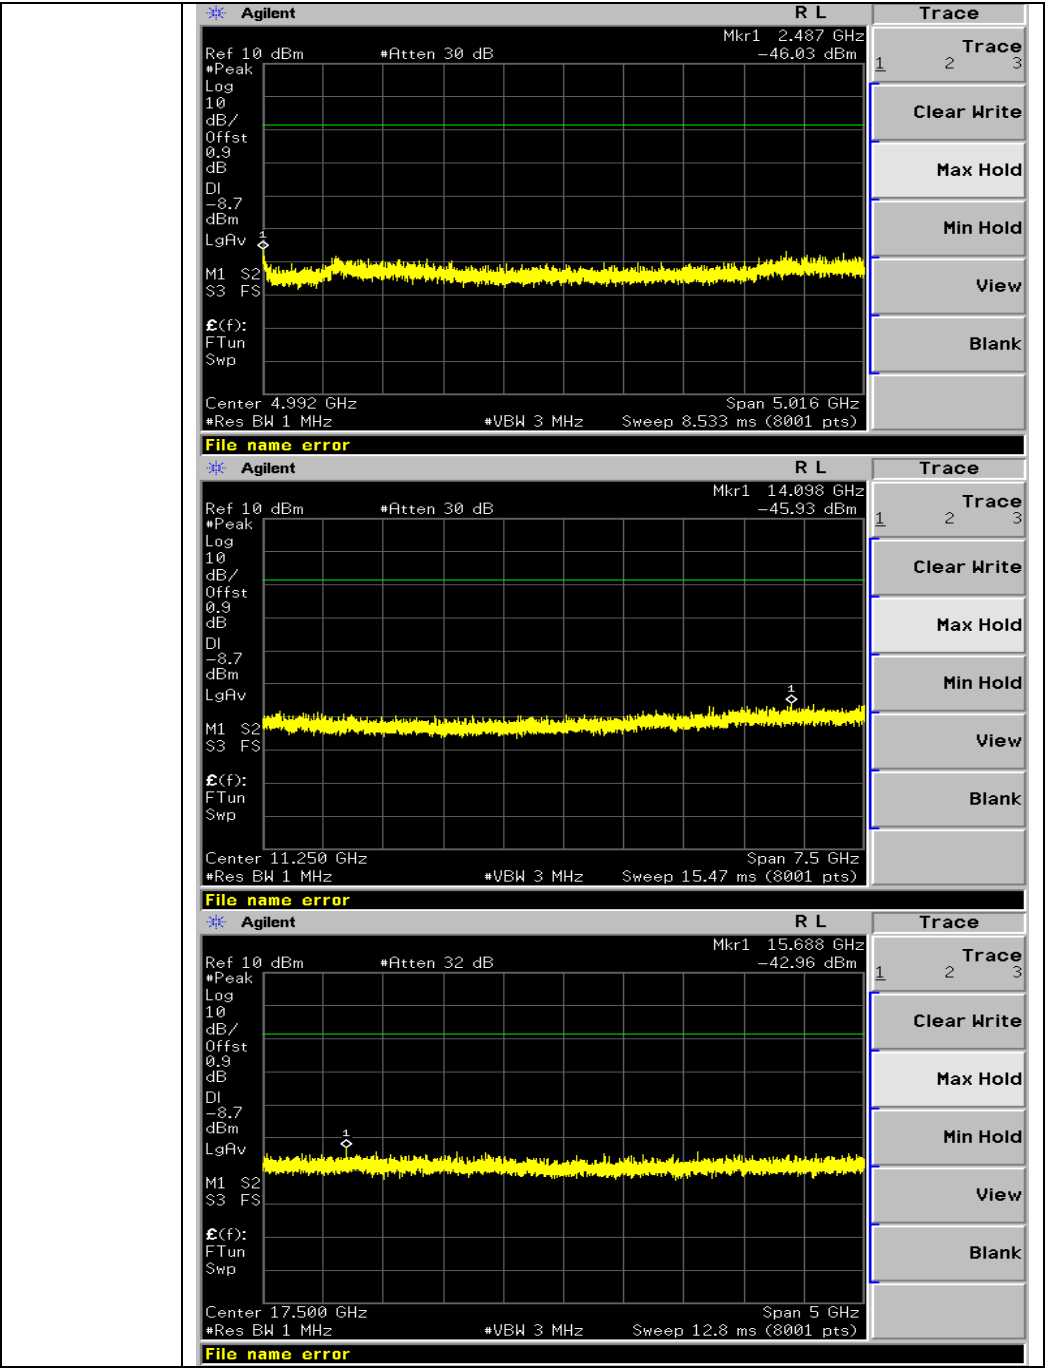 Agilent R L Trace
Mkr1 2.487 GHz
Ref 10 dBm #Atten 30 dB -46.03 dBm
Trace
1 2 3
#Peak
Log
10
dB/
Offst
0.9
dB
DI
-8.7
dBm
LgAv
1
M1 S2
S3 FS
£(f):
FTun
Swp
Clear Write
Max Hold
Min Hold
View
Blank
Center 4.992 GHz Span 5.016 GHz
#Res BW 1 MHz #VBW 3 MHz Sweep 8.533 ms (8001 pts)
File name error
Agilent R L Trace
Mkr1 14.098 GHz
Ref 10 dBm #Atten 30 dB -45.93 dBm
Trace
1 2 3
#Peak
Log
10
dB/
Offst
0.9
dB
DI
-8.7
dBm
LgAv
1
M1 S2
S3 FS
£(f):
FTun
Swp
Clear Write
Max Hold
Min Hold
View
Blank
Center 11.250 GHz Span 7.5 GHz
#Res BW 1 MHz #VBW 3 MHz Sweep 15.47 ms (8001 pts)
File name error
Agilent R L Trace
Mkr1 15.688 GHz
Ref 10 dBm #Atten 32 dB -42.96 dBm
Trace
1 2 3
#Peak
Log
10
dB/
Offst
0.9
dB
DI
-8.7
dBm
LgAv
1
M1 S2
S3 FS
£(f):
FTun
Swp
Clear Write
Max Hold
Min Hold
View
Blank
Center 17.500 GHz Span 5 GHz
#Res BW 1 MHz #VBW 3 MHz Sweep 12.8 ms (8001 pts)
File name error